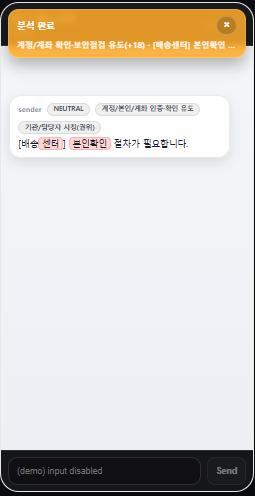 분석 완료
✖
계정/계좌 확인·보안점검 유도(+18) · [배송센터] 본인확인 ...
sender NEUTRAL 계정/본인/계좌 인증·확인 유도
기관/담당자 사칭(권위)
[배송 센터 ] 본인확인 절차가 필요합니다.
(demo) input disabled
Send